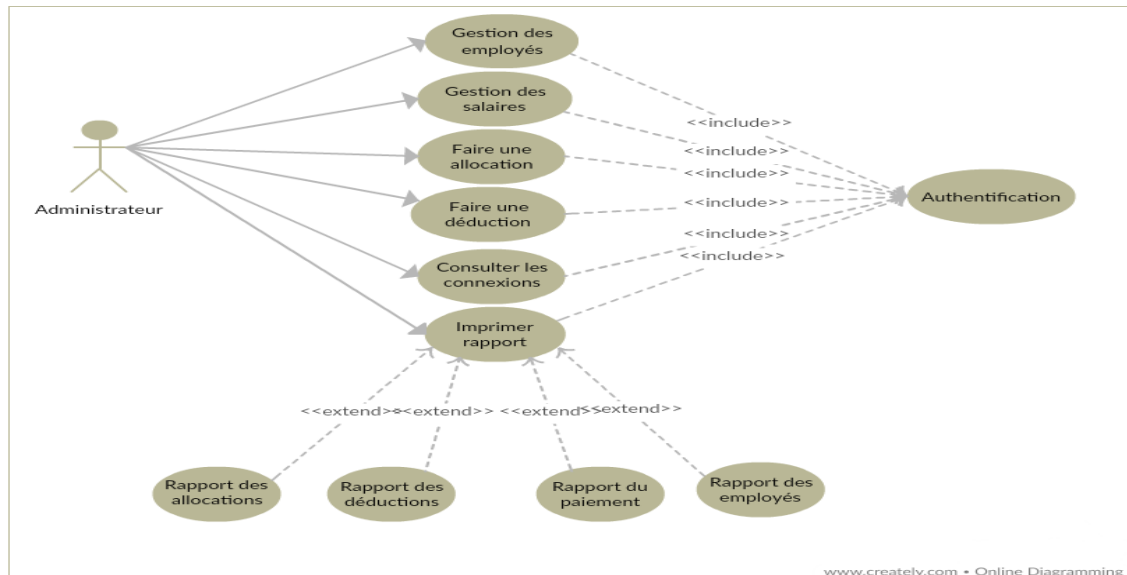 Gestion des
employés
Gestion des
salaires
<<include>>
<<include>>
Faire une
allocation
<<include>>
Authentification
Administrateur
Faire une
déduction
<<include>>
<<include>>
<<include>>
Consulter les
connexions
Imprimer
rapport
<<extend>>
<<extend>>
<<extend>>
<<extend>>
Rapport des
allocations
Rapport des
déductions
Rapport du
paiement
Rapport des
employés
www.creately.com • Online Diagramming